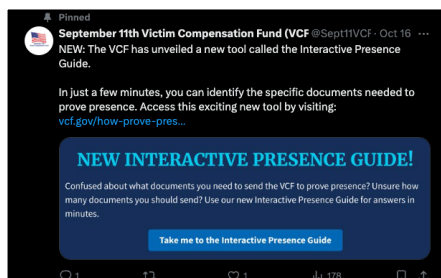 Pinned
September 11th Victim Compensation Fund (VCF @Sept11VCF · Oct 16 ...
NEW: The VCF has unveiled a new tool called the Interactive Presence
Guide.
In just a few minutes, you can identify the specific documents needed to
prove presence. Access this exciting new tool by visiting:
vcf.gov/how-prove-pres...
NEW INTERACTIVE PRESENCE GUIDE!
Confused about what documents you need to send the VCF to prove presence? Unsure how
many documents you should send? Use our new Interactive Presence Guide for answers in
minutes.
Take me to the Interactive Presence Guide
1 1 178